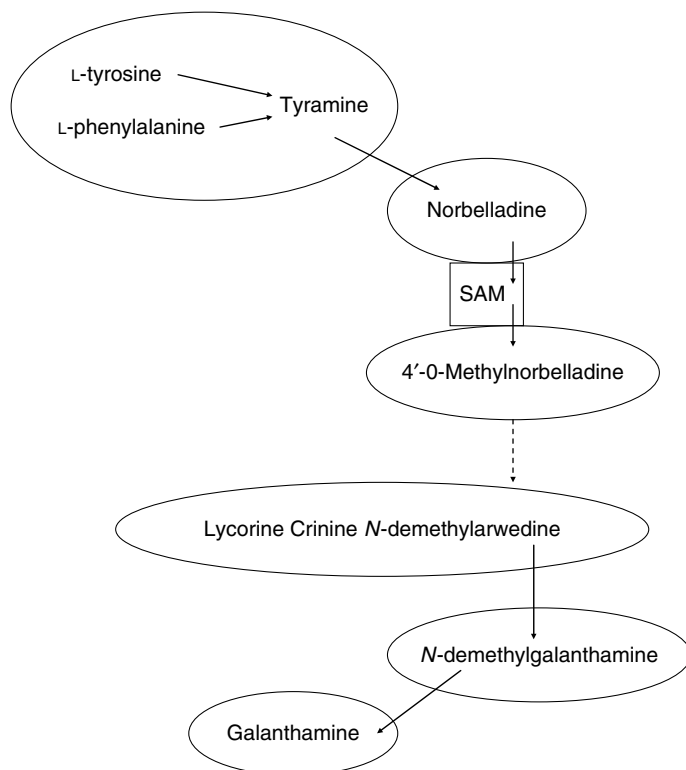 L-tyrosine
Tyramine
L-phenylalanine
Norbelladine
SAM
4′-0-Methylnorbelladine
Lycorine Crinine N-demethylarwedine
N-demethylgalanthamine
Galanthamine